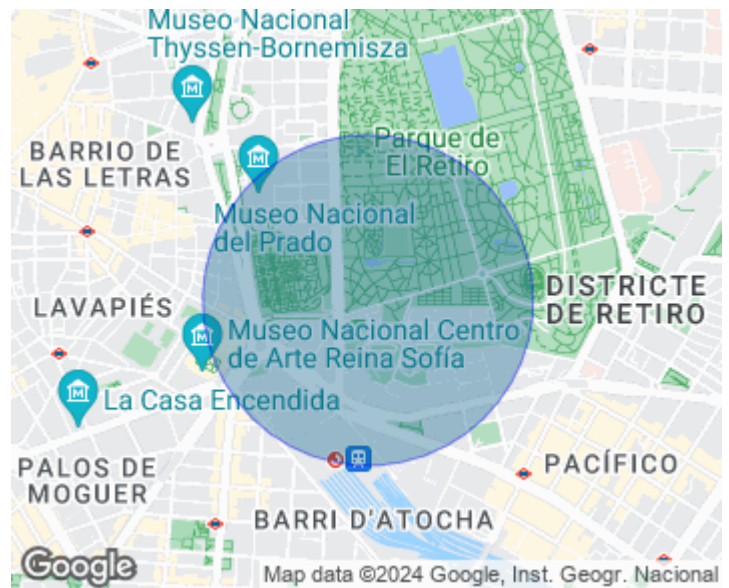 Museo Nacional
Thyssen-Bornemisza
BARRIO DE
LAS LETRAS
Parque de
El Retiro
Museo Nacional
del Prado
DISTRICTE
DE RETIRO
LAVAPIÉS
Museo Nacional Centro
de Arte Reina Sofía
La Casa Encendida
PALOS DE
MOGUER
PACÍFICO
BARRI D'ATOCHA
Google
Map data ©2024 Google, Inst. Geogr. Nacional